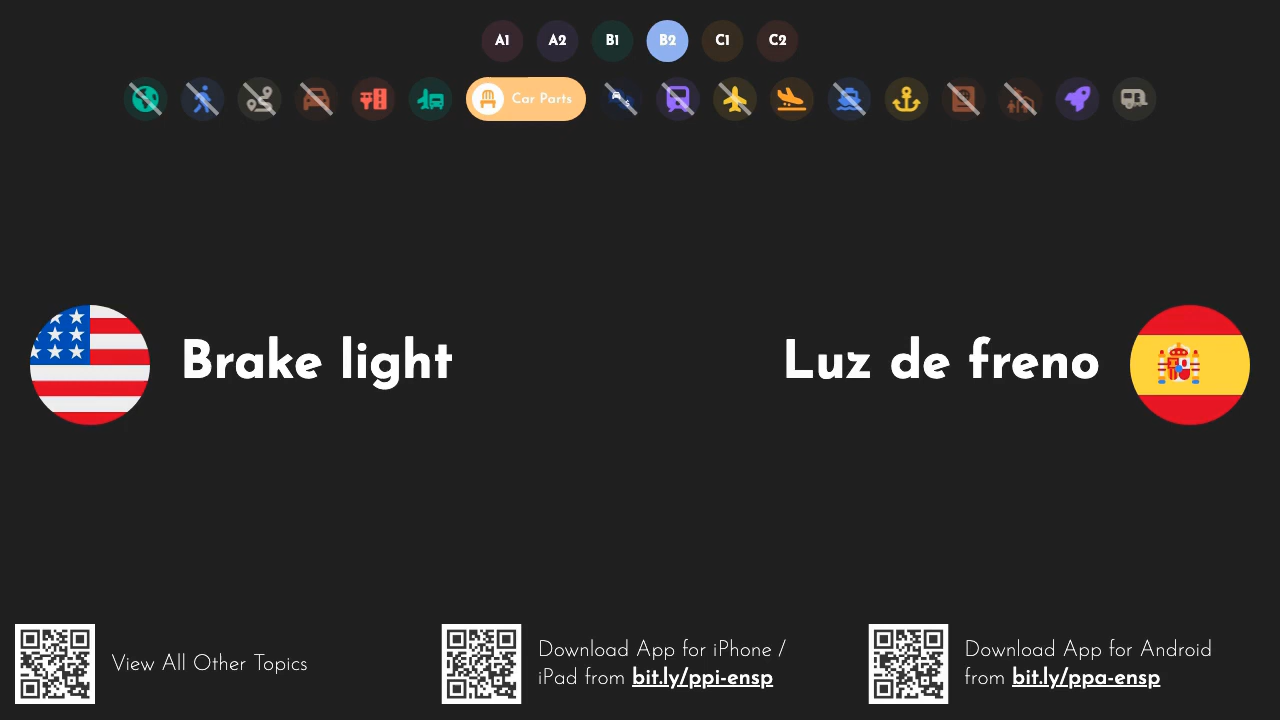 A1 A2 B1 B2 C1 C2
Car Parts
Brake light
Luz de freno
View All Other Topics
Download App for iPhone /
iPad from bit.ly/ppi-ensp
Download App for Android
from bit.ly/ppa-ensp